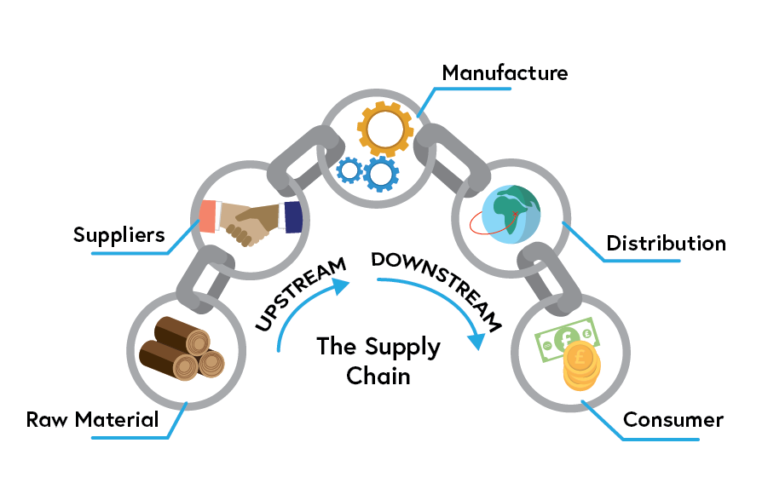 Manufacture
Suppliers
Distribution
UPSTREAM
DOWNSTREAM
The Supply
Chain
Raw Material
Consumer
£
£